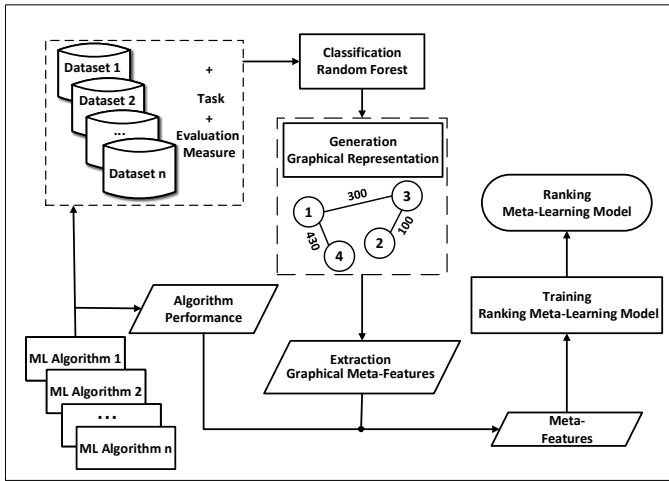 Dataset 1
Dataset 2
...
Dataset n
+
Task
+
Evaluation
Measure
Classification
Random Forest
Generation
Graphical Representation
300
1
3
430
100
4
2
Ranking
Meta-Learning Model
Training
Ranking Meta-Learning Model
Algorithm
Performance
Extraction
Graphical Meta-Features
Meta-
Features
ML Algorithm 1
ML Algorithm 2
...
ML Algorithm n